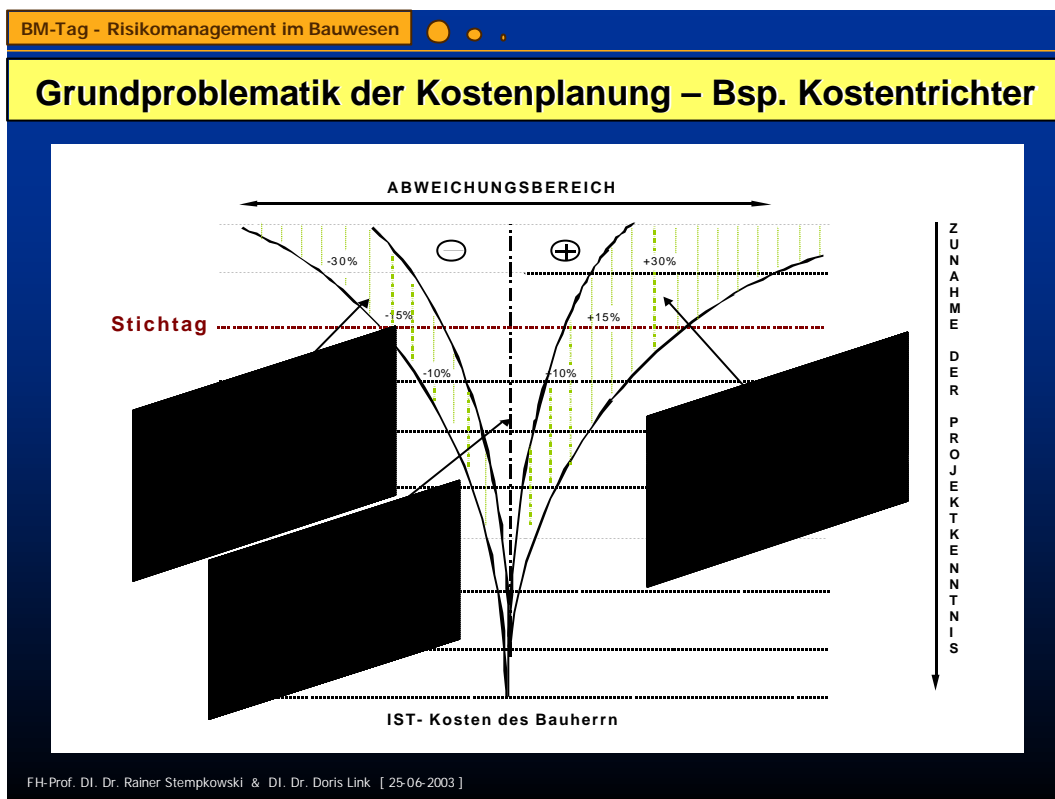 BM-Tag - Risikomanagement im Bauwesen
Grundproblematik der Kostenplanung – Bsp. Kostentrichter
ABWEICHUNGSBEREICH
-30%
+30%
Stichtag
-15%
+15%
-10%
+10%
ZUNAHME DER PROJEKTKENNTNIS
IST- Kosten des Bauherrn
FH-Prof. DI. Dr. Rainer Stempkowski & DI. Dr. Doris Link [ 25-06-2003 ]